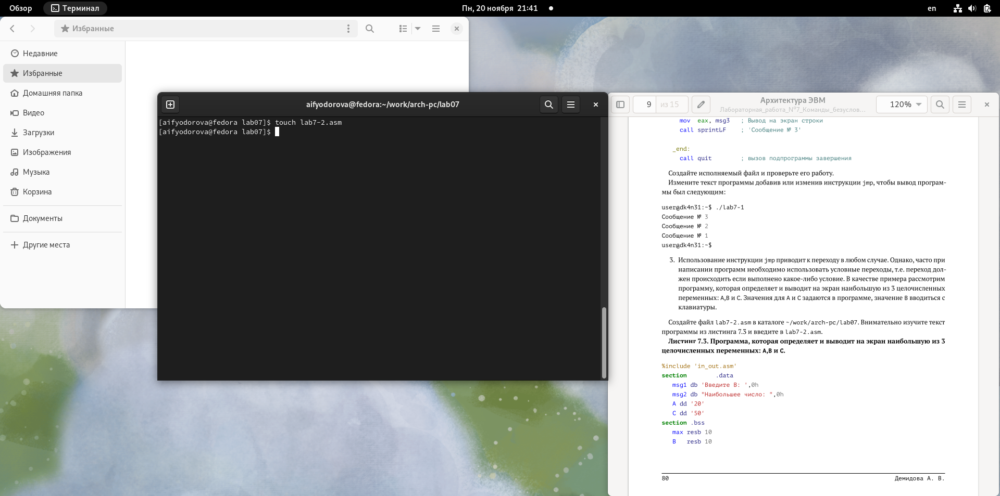 Обзор
Терминал
Пн, 20 ноября 21:41
en
Избранные
Недавние
Избранные
Домашняя папка
Видео
Загрузки
Изображения
Музыка
Корзина
Документы
Другие места
aifyodorova@fedora:~/work/arch-pc/lab07
[aifyodorova@fedora lab07]$ touch lab7-2.asm
[aifyodorova@fedora lab07]$
9 из 15
Архитектура ЭВМ
Лабораторная_работа_№7_Команды_безуслов…
120%
mov eax, msg3 ; Вывод на экран строки
call sprintLF ; 'Сообщение № 3'
_end:
call quit ; вызов подпрограммы завершения
Создайте исполняемый файл и проверьте его работу.
Измените текст программы добавив или изменив инструкции jmp, чтобы вывод програм-
мы был следующим:
user@dk4n31:~$ ./lab7-1
Сообщение № 3
Сообщение № 2
Сообщение № 1
user@dk4n31:~$
3. Использование инструкции jmp приводит к переходу в любом случае. Однако, часто при
написании программ необходимо использовать условные переходы, т.е. переход дол-
жен происходить если выполнено какое-либо условие. В качестве примера рассмотрим
программу, которая определяет и выводит на экран наибольшую из 3 целочисленных
переменных: A,B и C. Значения для A и C задаются в программе, значение B вводиться с
клавиатуры.
Создайте файл lab7-2.asm в каталоге ~/work/arch-pc/lab07. Внимательно изучите текст
программы из листинга 7.3 и введите в lab7-2.asm.
Листинг 7.3. Программа, которая определяет и выводит на экран наибольшую из 3
целочисленных переменных: A,B и C.
%include 'in_out.asm'
section .data
msg1 db 'Введите B: ',0h
msg2 db "Наибольшее число: ",0h
A dd '20'
C dd '50'
section .bss
max resb 10
B resb 10
80
Демидова А. В.